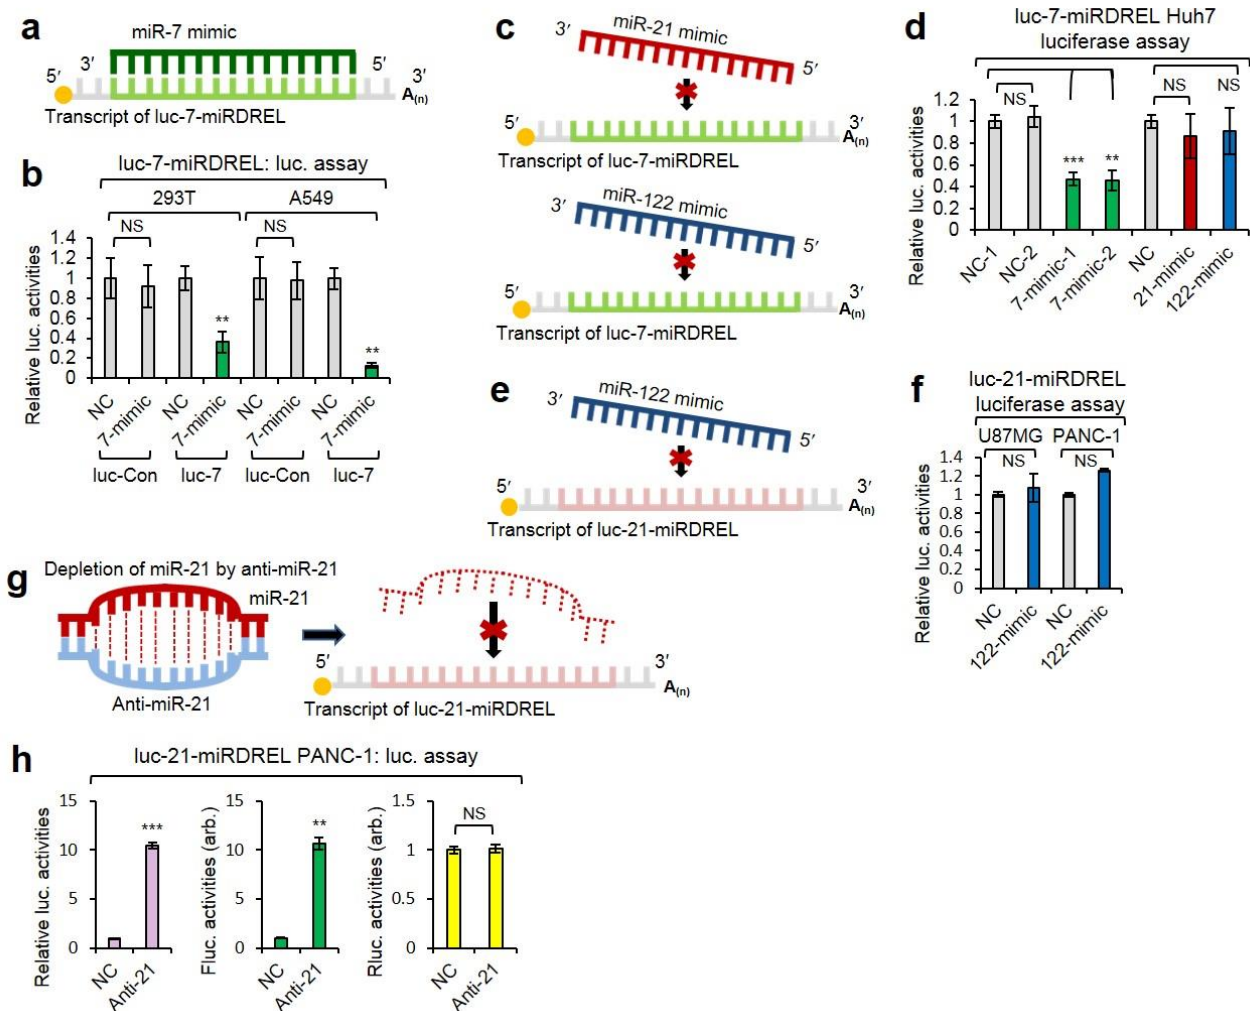 a
miR-7 mimic
5′ 3′ 5′ 3′
A(n)
Transcript of luc-7-miRDREL
b
luc-7-miRDREL: luc. assay
293T A549
NS NS
Relative luc. activities
1.4
1.2
1
0.8
0.6
0.4
0.2
0
** **
NC 7-mimic NC 7-mimic NC 7-mimic NC 7-mimic
luc-Con luc-7 luc-Con luc-7
c
3′ miR-21 mimic 5′
5′ 3′
A(n)
Transcript of luc-7-miRDREL
3′ miR-122 mimic 5′
5′ 3′
A(n)
Transcript of luc-7-miRDREL
d
luc-7-miRDREL Huh7
luciferase assay
NS NS NS
Relative luc. activities
1.2
1
0.8
0.6
0.4
0.2
0
*** **
NC-1 NC-2 7-mimic-1 7-mimic-2 NC 21-mimic 122-mimic
e
3′ miR-122 mimic 5′
5′ 3′
A(n)
Transcript of luc-21-miRDREL
f
luc-21-miRDREL
luciferase assay
U87MG PANC-1
NS NS
Relative luc. activities
1.4
1.2
1
0.8
0.6
0.4
0.2
0
NC 122-mimic NC 122-mimic
g
Depletion of miR-21 by anti-miR-21
miR-21
Anti-miR-21
5′ 3′
A(n)
Transcript of luc-21-miRDREL
h
luc-21-miRDREL PANC-1: luc. assay
Relative luc. activities
15
10
5
0
***
NC Anti-21
Fluc. activities (arb.)
15
10
5
0
**
NC Anti-21
Rluc. activities (arb.)
1.5
1
0.5
0
NS
NC Anti-21